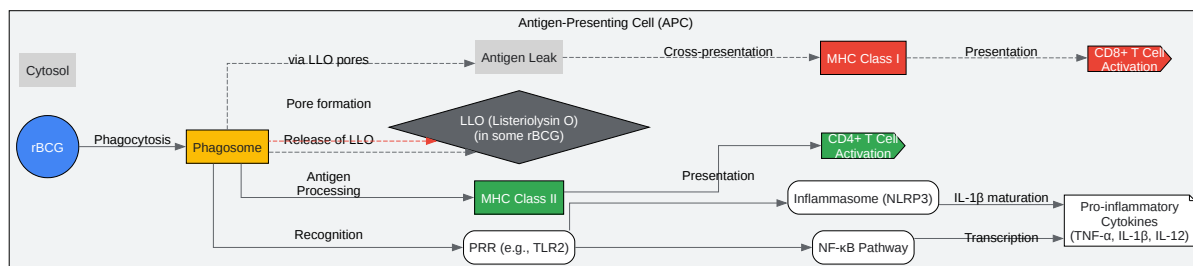 Antigen-Presenting Cell (APC)
Cytosol
via LLO pores
Antigen Leak
Cross-presentation
MHC Class I
Presentation
CD8+ T Cell
Activation
Pore formation
LLO (Listeriolysin O)
(in some rBCG)
rBCG
Phagocytosis
Phagosome
Release of LLO
CD4+ T Cell
Activation
Antigen
Processing
MHC Class II
Presentation
Inflammasome (NLRP3)
IL-1β maturation
Pro-inflammatory
Cytokines
(TNF-α, IL-1β, IL-12)
Recognition
PRR (e.g., TLR2)
NF-κB Pathway
Transcription